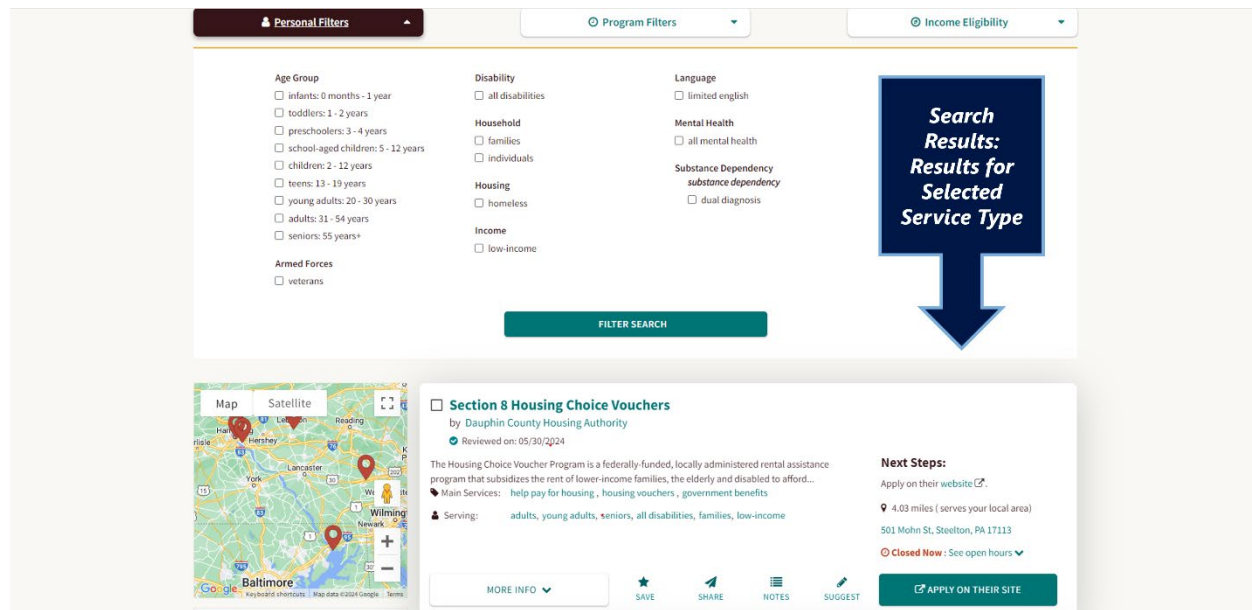 Personal Filters
Program Filters
Income Eligibility
Age Group
infants: 0 months - 1 year
toddlers: 1 - 2 years
preschoolers: 3 - 4 years
school-aged children: 5 - 12 years
children: 2 - 12 years
teens: 13 - 19 years
young adults: 20 - 30 years
adults: 31 - 54 years
seniors: 55 years+
Armed Forces
veterans
Disability
all disabilities
Household
families
individuals
Housing
homeless
Income
low-income
Language
limited english
Mental Health
all mental health
Substance Dependency
substance dependency
dual diagnosis
Search
Results:
Results for
Selected
Service Type
FILTER SEARCH
Map
Satellite
Reading
Hershey
Lancaster
York
Wilming
Newark
Baltimore
Google
Keyboard shortcuts
Map data ©2024 Google
Terms
Section 8 Housing Choice Vouchers
by Dauphin County Housing Authority
Reviewed on: 05/30/2024
The Housing Choice Voucher Program is a federally-funded, locally administered rental assistance
program that subsidizes the rent of lower-income families, the elderly and disabled to afford...
Main Services: help pay for housing , housing vouchers , government benefits
Serving: adults, young adults, seniors, all disabilities, families, low-income
MORE INFO
SAVE
SHARE
NOTES
SUGGEST
Next Steps:
Apply on their website.
4.03 miles ( serves your local area)
501 Mohn St, Steelton, PA 17113
Closed Now : See open hours
APPLY ON THEIR SITE